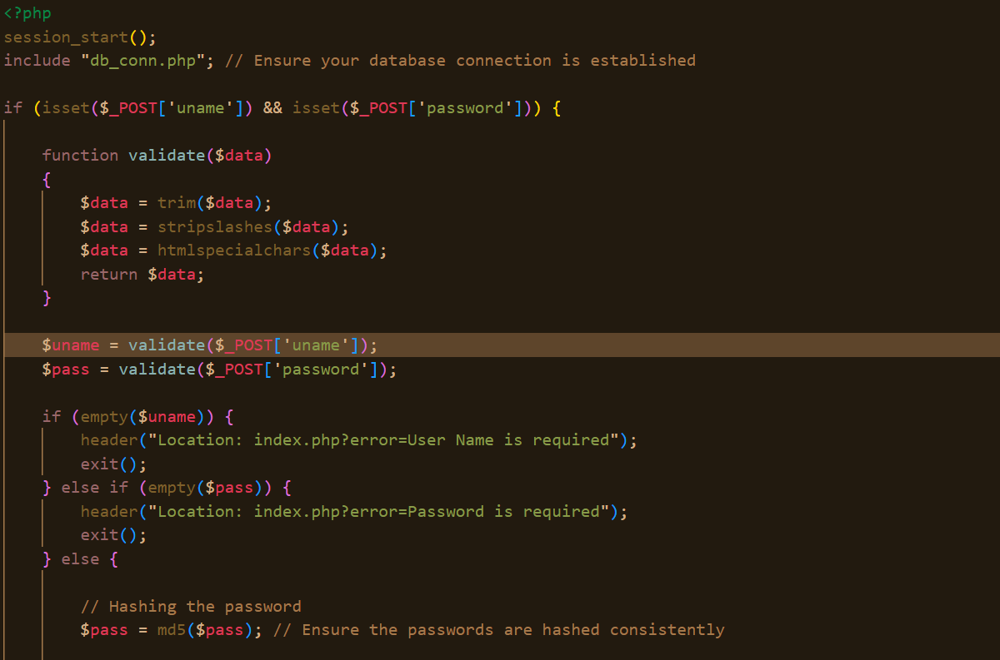 <?php
session_start();
include "db_conn.php"; // Ensure your database connection is established
if (isset($_POST['uname']) && isset($_POST['password'])) {
function validate($data)
{
$data = trim($data);
$data = stripslashes($data);
$data = htmlspecialchars($data);
return $data;
}
$uname = validate($_POST['uname']);
$pass = validate($_POST['password']);
if (empty($uname)) {
header("Location: index.php?error=User Name is required");
exit();
} else if (empty($pass)) {
header("Location: index.php?error=Password is required");
exit();
} else {
// Hashing the password
$pass = md5($pass); // Ensure the passwords are hashed consistently